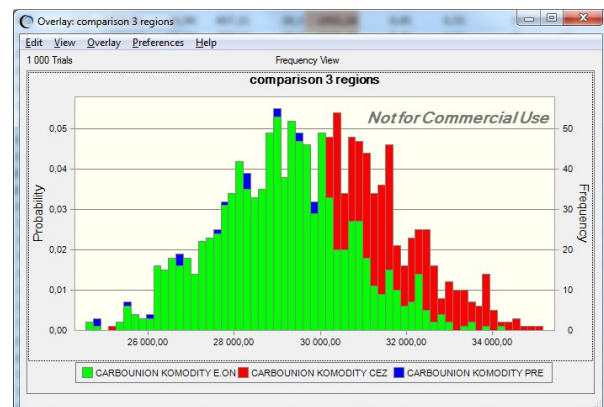 Overlay: comparison 3 regions
Edit View Overlay Preferences Help
1 000 Trials Frequency View
comparison 3 regions
Not for Commercial Use
0,05 50
0,04 40
0,03 30
0,02 20
0,01 10
0,00 0
Probability
Frequency
26 000,00 28 000,00 30 000,00 32 000,00 34 000,00
CARBOUNION KOMODITY E.ON CARBOUNION KOMODITY CEZ CARBOUNION KOMODITY PRE